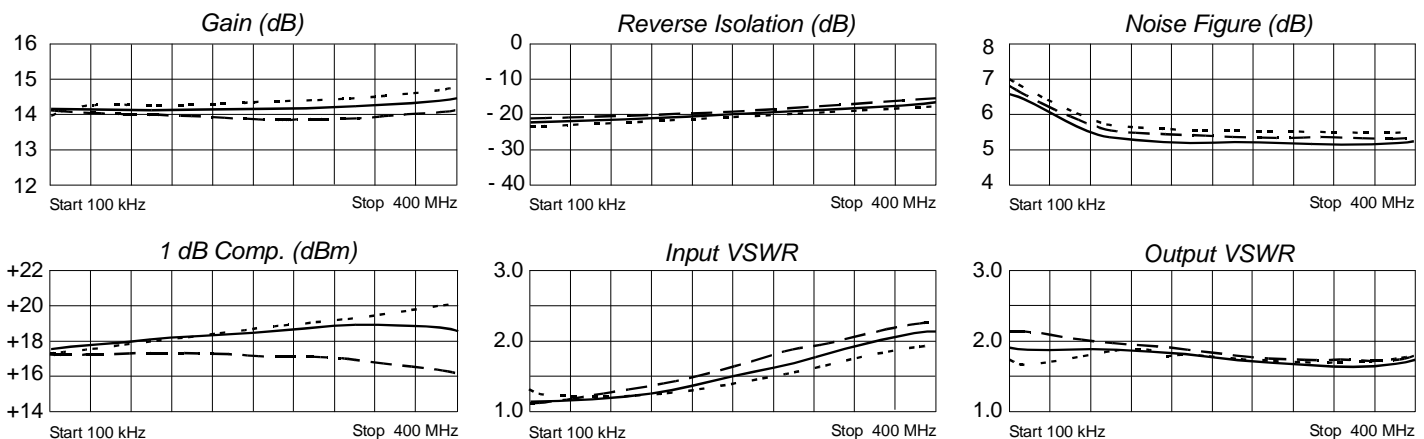 Gain (dB)
16
15
14
13
12
Start 100 kHz
Stop 400 MHz
Reverse Isolation (dB)
0
- 10
- 20
- 30
- 40
Start 100 kHz
Stop 400 MHz
Noise Figure (dB)
8
7
6
5
4
Start 100 kHz
Stop 400 MHz
1 dB Comp. (dBm)
+22
+20
+18
+16
+14
Start 100 kHz
Stop 400 MHz
Input VSWR
3.0
2.0
1.0
Start 100 kHz
Stop 400 MHz
Output VSWR
3.0
2.0
1.0
Start 100 kHz
Stop 400 MHz